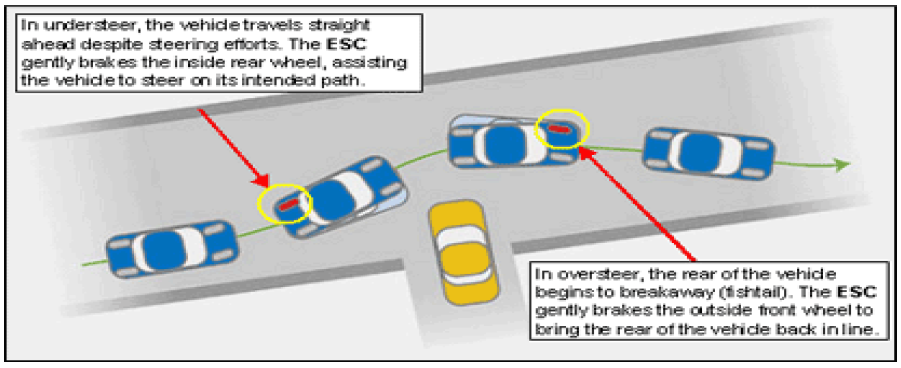 In understeer, the vehicle travels straight
ahead despite steering efforts. The ESC
gently brakes the inside rear wheel, assisting
the vehicle to steer on its intended path.
In oversteer, the rear of the vehicle
begins to breakaway (fishtail). The ESC
gently brakes the outside front wheel to
bring the rear of the vehicle back in line.